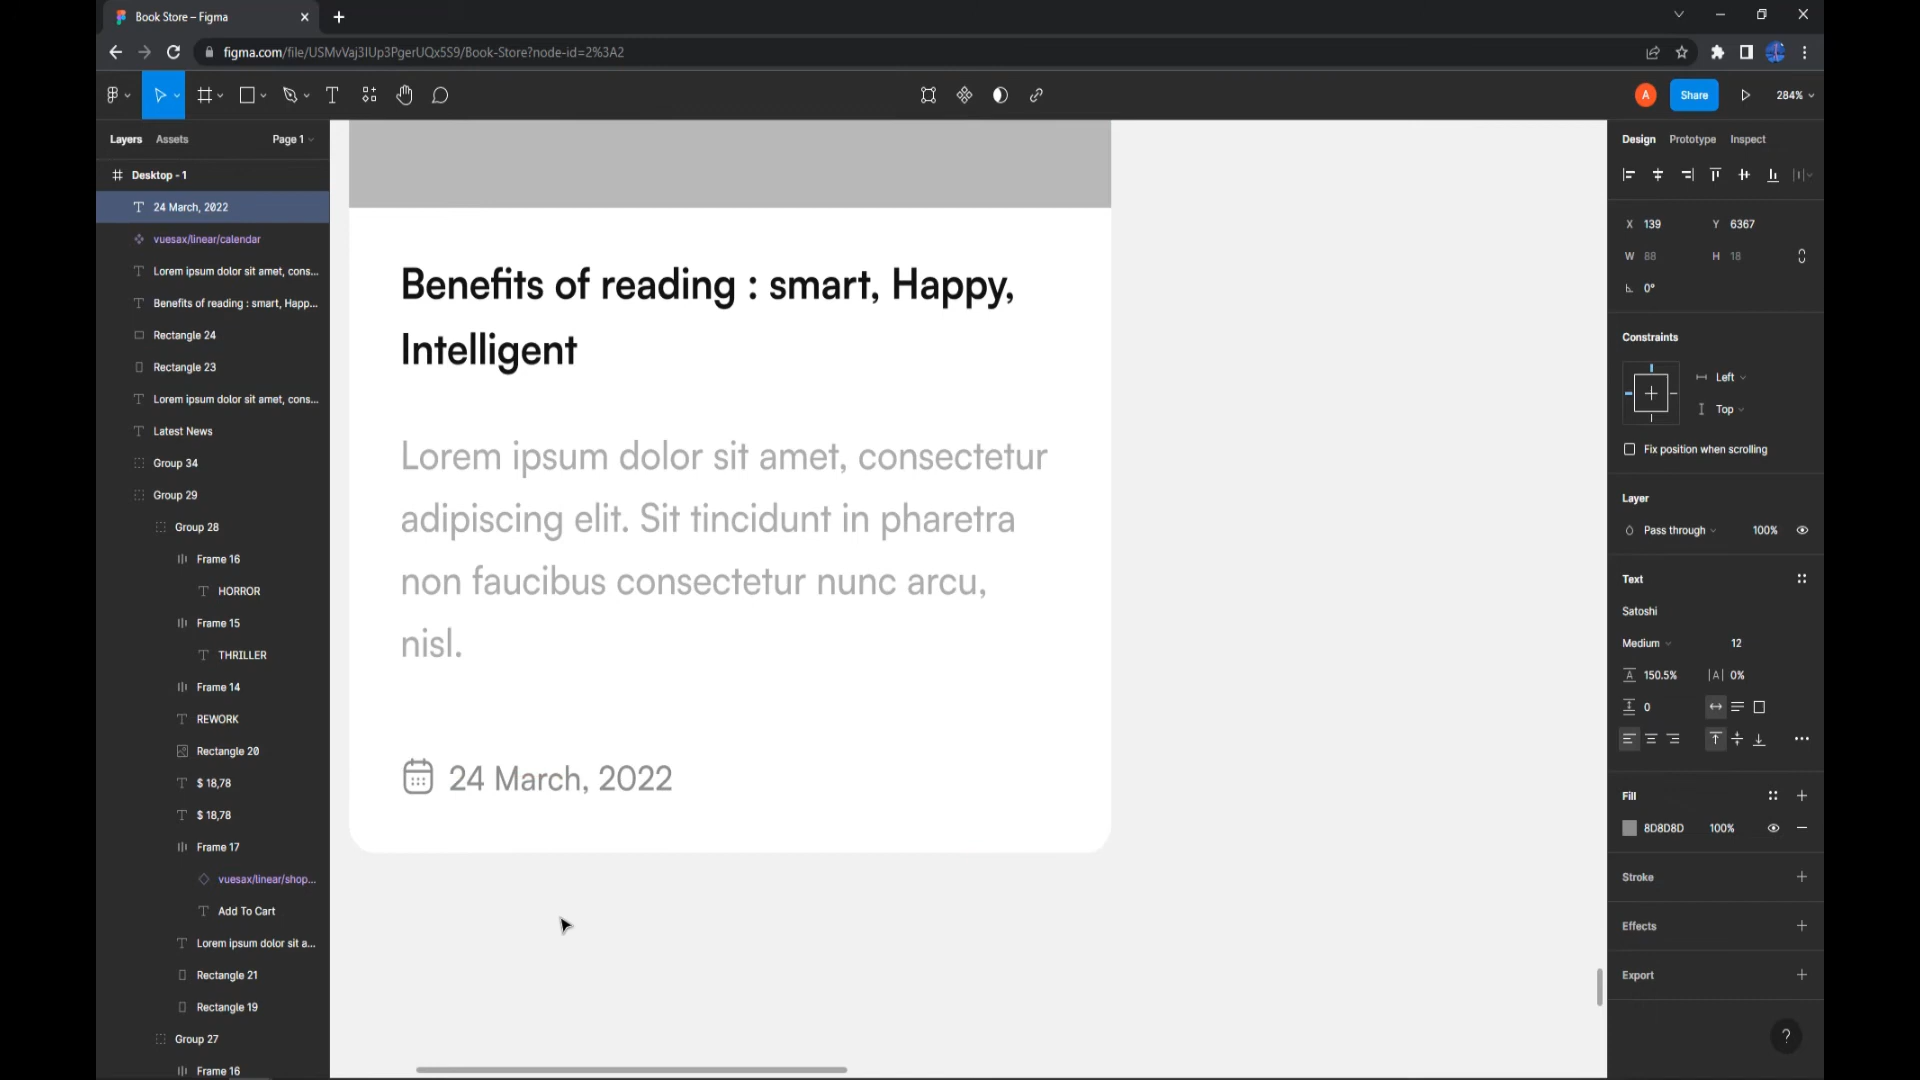 Book Store – Figma
figma.com/file/USMvVaj3IUp3PgerUQx5S9/Book-Store?node-id=2%3A2
A
Share
284%
Layers
Assets
Page 1
Design
Prototype
Inspect
Desktop - 1
24 March, 2022
vuesax/linear/calendar
Lorem ipsum dolor sit amet, cons...
Benefits of reading : smart, Happ...
Rectangle 24
Rectangle 23
Lorem ipsum dolor sit amet, cons...
Latest News
Group 34
Group 29
Group 28
Frame 16
HORROR
Frame 15
THRILLER
Frame 14
REWORK
Rectangle 20
$ 18,78
$ 18,78
Frame 17
vuesax/linear/shop...
Add To Cart
Lorem ipsum dolor sit a...
Rectangle 21
Rectangle 19
Group 27
Frame 16
Benefits of reading : smart, Happy,
Intelligent
Lorem ipsum dolor sit amet, consectetur
adipiscing elit. Sit tincidunt in pharetra
non faucibus consectetur nunc arcu,
nisl.
24 March, 2022
X 139 Y 6367
W 88 H 18
0°
Constraints
Left
Top
Fix position when scrolling
Layer
Pass through 100%
Text
Satoshi
Medium 12
150.5% |A| 0%
0
Fill
8D8D8D 100%
Stroke
Effects
Export
?